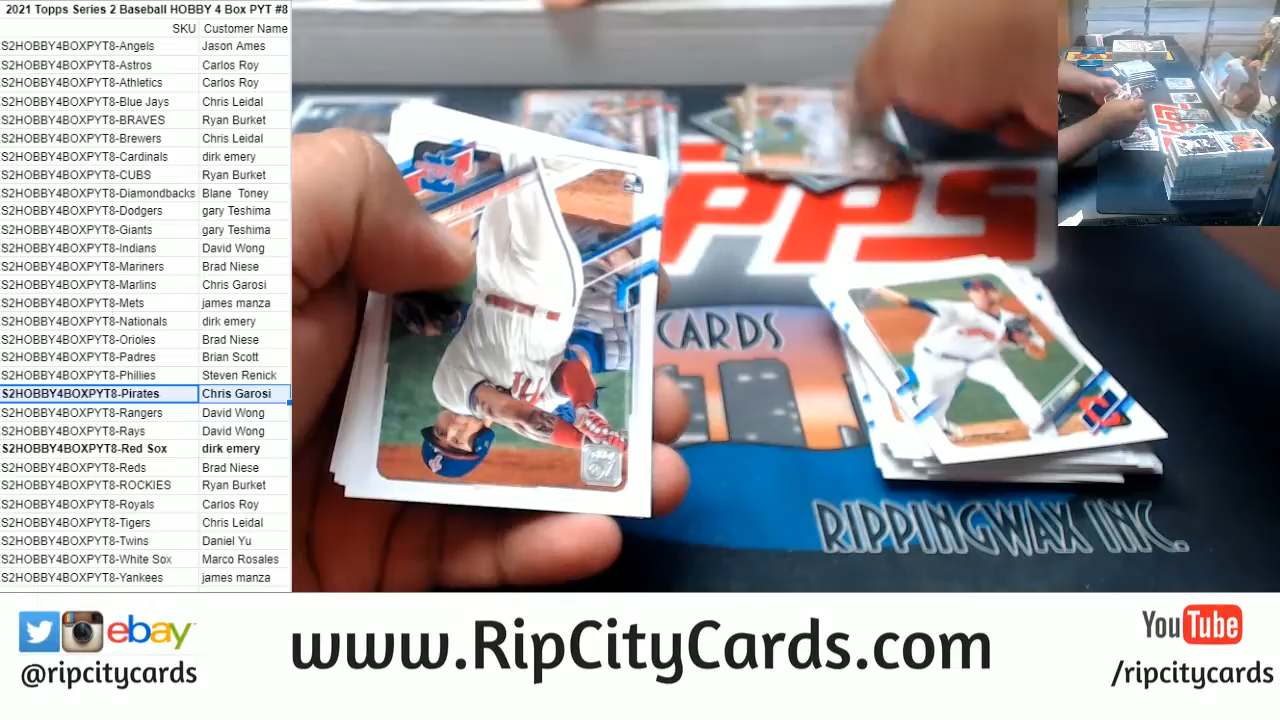 2021 Topps Series 2 Baseball HOBBY 4 Box PYT #8
SKU Customer Name
S2HOBBY4BOXPYT8-Angels Jason Ames
S2HOBBY4BOXPYT8-Astros Carlos Roy
S2HOBBY4BOXPYT8-Athletics Carlos Roy
S2HOBBY4BOXPYT8-Blue Jays Chris Leidal
S2HOBBY4BOXPYT8-BRAVES Ryan Burket
S2HOBBY4BOXPYT8-Brewers Chris Leidal
S2HOBBY4BOXPYT8-Cardinals dirk emery
S2HOBBY4BOXPYT8-CUBS Ryan Burket
S2HOBBY4BOXPYT8-Diamondbacks Blane Toney
S2HOBBY4BOXPYT8-Dodgers gary Teshima
S2HOBBY4BOXPYT8-Giants gary Teshima
S2HOBBY4BOXPYT8-Indians David Wong
S2HOBBY4BOXPYT8-Mariners Brad Niese
S2HOBBY4BOXPYT8-Marlins Chris Garosi
S2HOBBY4BOXPYT8-Mets james manza
S2HOBBY4BOXPYT8-Nationals dirk emery
S2HOBBY4BOXPYT8-Orioles Brad Niese
S2HOBBY4BOXPYT8-Padres Brian Scott
S2HOBBY4BOXPYT8-Phillies Steven Renick
S2HOBBY4BOXPYT8-Pirates Chris Garosi
S2HOBBY4BOXPYT8-Rangers David Wong
S2HOBBY4BOXPYT8-Rays David Wong
S2HOBBY4BOXPYT8-Red Sox dirk emery
S2HOBBY4BOXPYT8-Reds Brad Niese
S2HOBBY4BOXPYT8-ROCKIES Ryan Burket
S2HOBBY4BOXPYT8-Royals Carlos Roy
S2HOBBY4BOXPYT8-Tigers Chris Leidal
S2HOBBY4BOXPYT8-Twins Daniel Yu
S2HOBBY4BOXPYT8-White Sox Marco Rosales
S2HOBBY4BOXPYT8-Yankees james manza
PPS
CARDS
RIPPINGWAX INC.
ebay
@ripcitycards
www.RipCityCards.com
YouTube
/ripcitycards